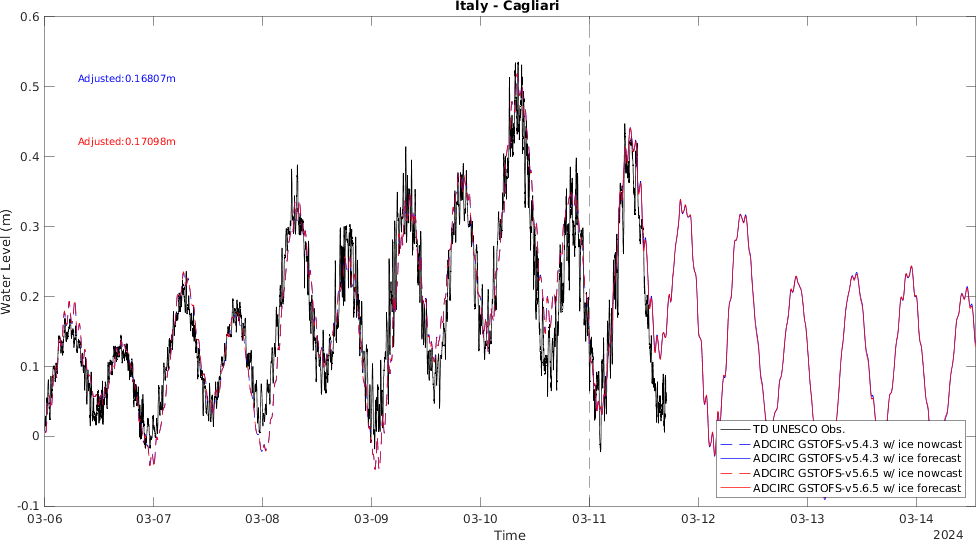 Italy - Cagliari
Adjusted:0.16807m
Adjusted:0.17098m
Water Level (m)
0.6
0.5
0.4
0.3
0.2
0.1
0
-0.1
03-06
03-07
03-08
03-09
03-10
03-11
03-12
03-13
03-14
Time
2024
TD UNESCO Obs.
ADCIRC GSTOFS-v5.4.3 w/ ice nowcast
ADCIRC GSTOFS-v5.4.3 w/ ice forecast
ADCIRC GSTOFS-v5.6.5 w/ ice nowcast
ADCIRC GSTOFS-v5.6.5 w/ ice forecast